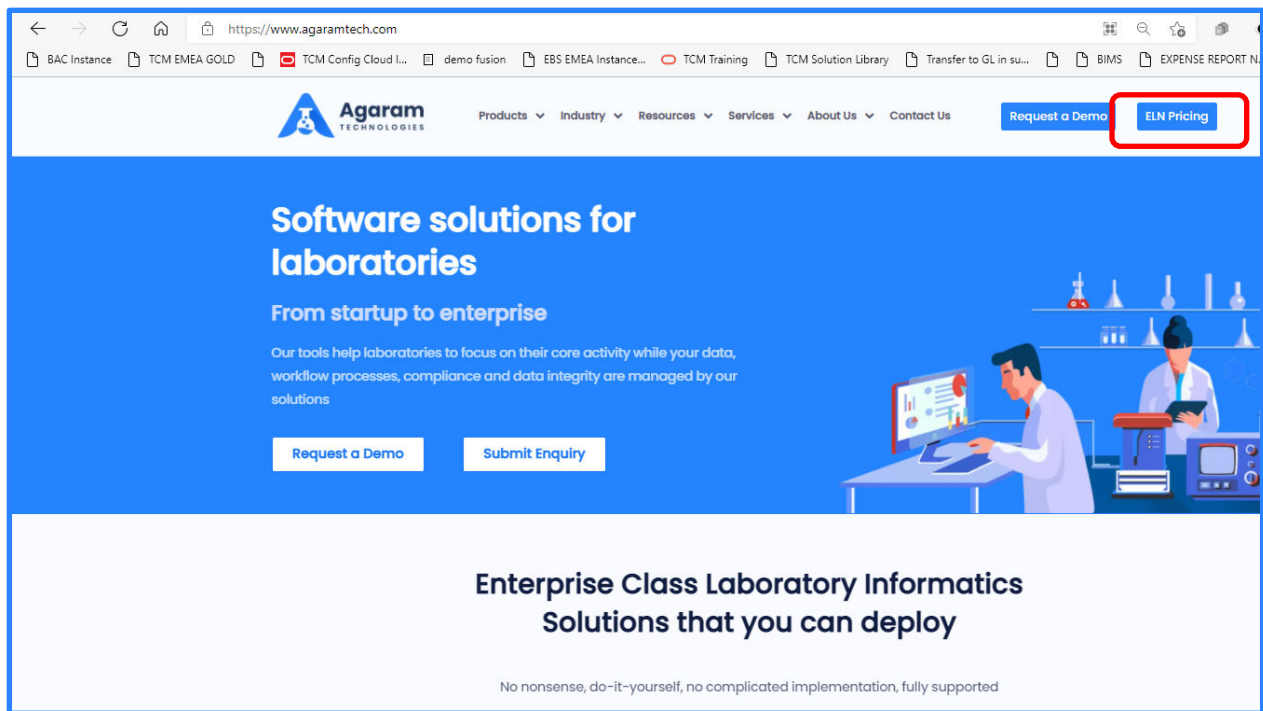 https://www.agaramtech.com
BAC Instance TCM EMEA GOLD TCM Config Cloud I... demo fusion EBS EMEA Instance... TCM Training TCM Solution Library Transfer to GL in su... BIMS EXPENSE REPORT N
Agaram
TECHNOLOGIES
Products Industry Resources Services About Us Contact Us Request a Demo ELN Pricing
Software solutions for
laboratories
From startup to enterprise
Our tools help laboratories to focus on their core activity while your data,
workflow processes, compliance and data integrity are managed by our
solutions
Request a Demo Submit Enquiry
Enterprise Class Laboratory Informatics
Solutions that you can deploy
No nonsense, do-it-yourself, no complicated implementation, fully supported